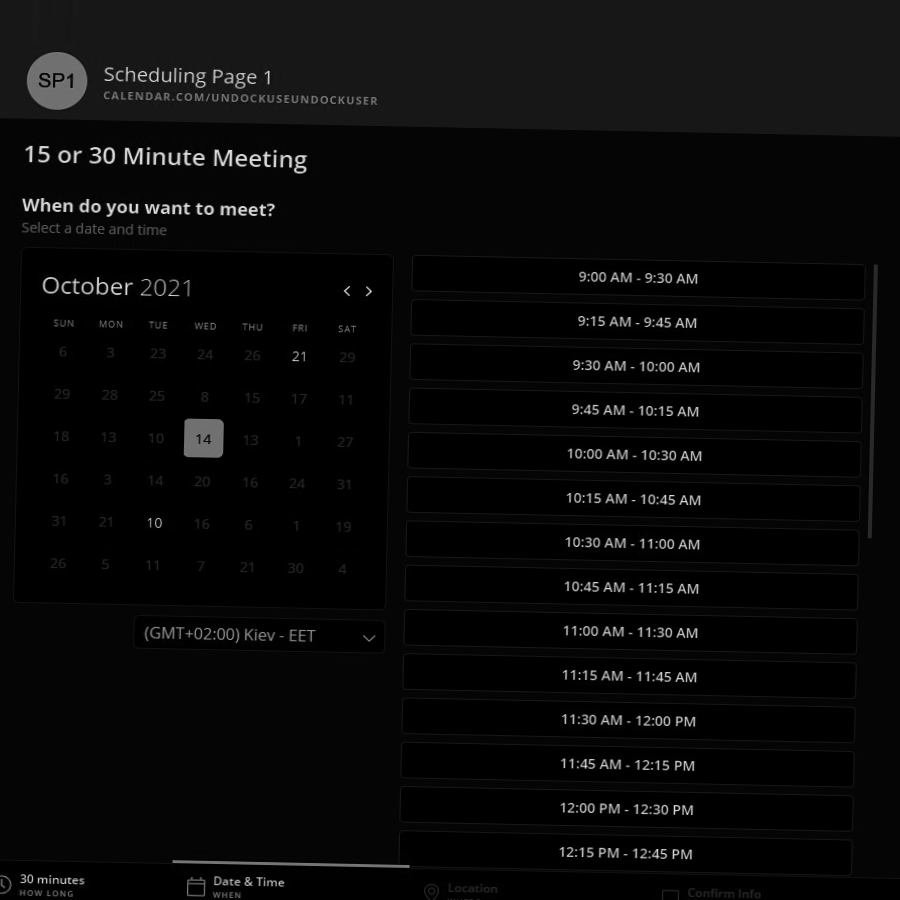 SP1
Scheduling Page 1
CALENDAR.COM/UNDOCKUSEUNDOCKUSER
15 or 30 Minute Meeting
When do you want to meet?
Select a date and time
October 2021
SUN MON TUE WED THU FRI SAT
6 3 23 24 26 21 29
29 28 25 8 15 17 11
18 13 10 14 13 1 27
16 3 14 20 16 24 31
31 21 10 16 6 1 19
26 5 11 7 21 30 4
(GMT+02:00) Kiev - EET
9:00 AM - 9:30 AM
9:15 AM - 9:45 AM
9:30 AM - 10:00 AM
9:45 AM - 10:15 AM
10:00 AM - 10:30 AM
10:15 AM - 10:45 AM
10:30 AM - 11:00 AM
10:45 AM - 11:15 AM
11:00 AM - 11:30 AM
11:15 AM - 11:45 AM
11:30 AM - 12:00 PM
11:45 AM - 12:15 PM
12:00 PM - 12:30 PM
12:15 PM - 12:45 PM
30 minutes
HOW LONG
Date & Time
WHEN
Location
Confirm Info